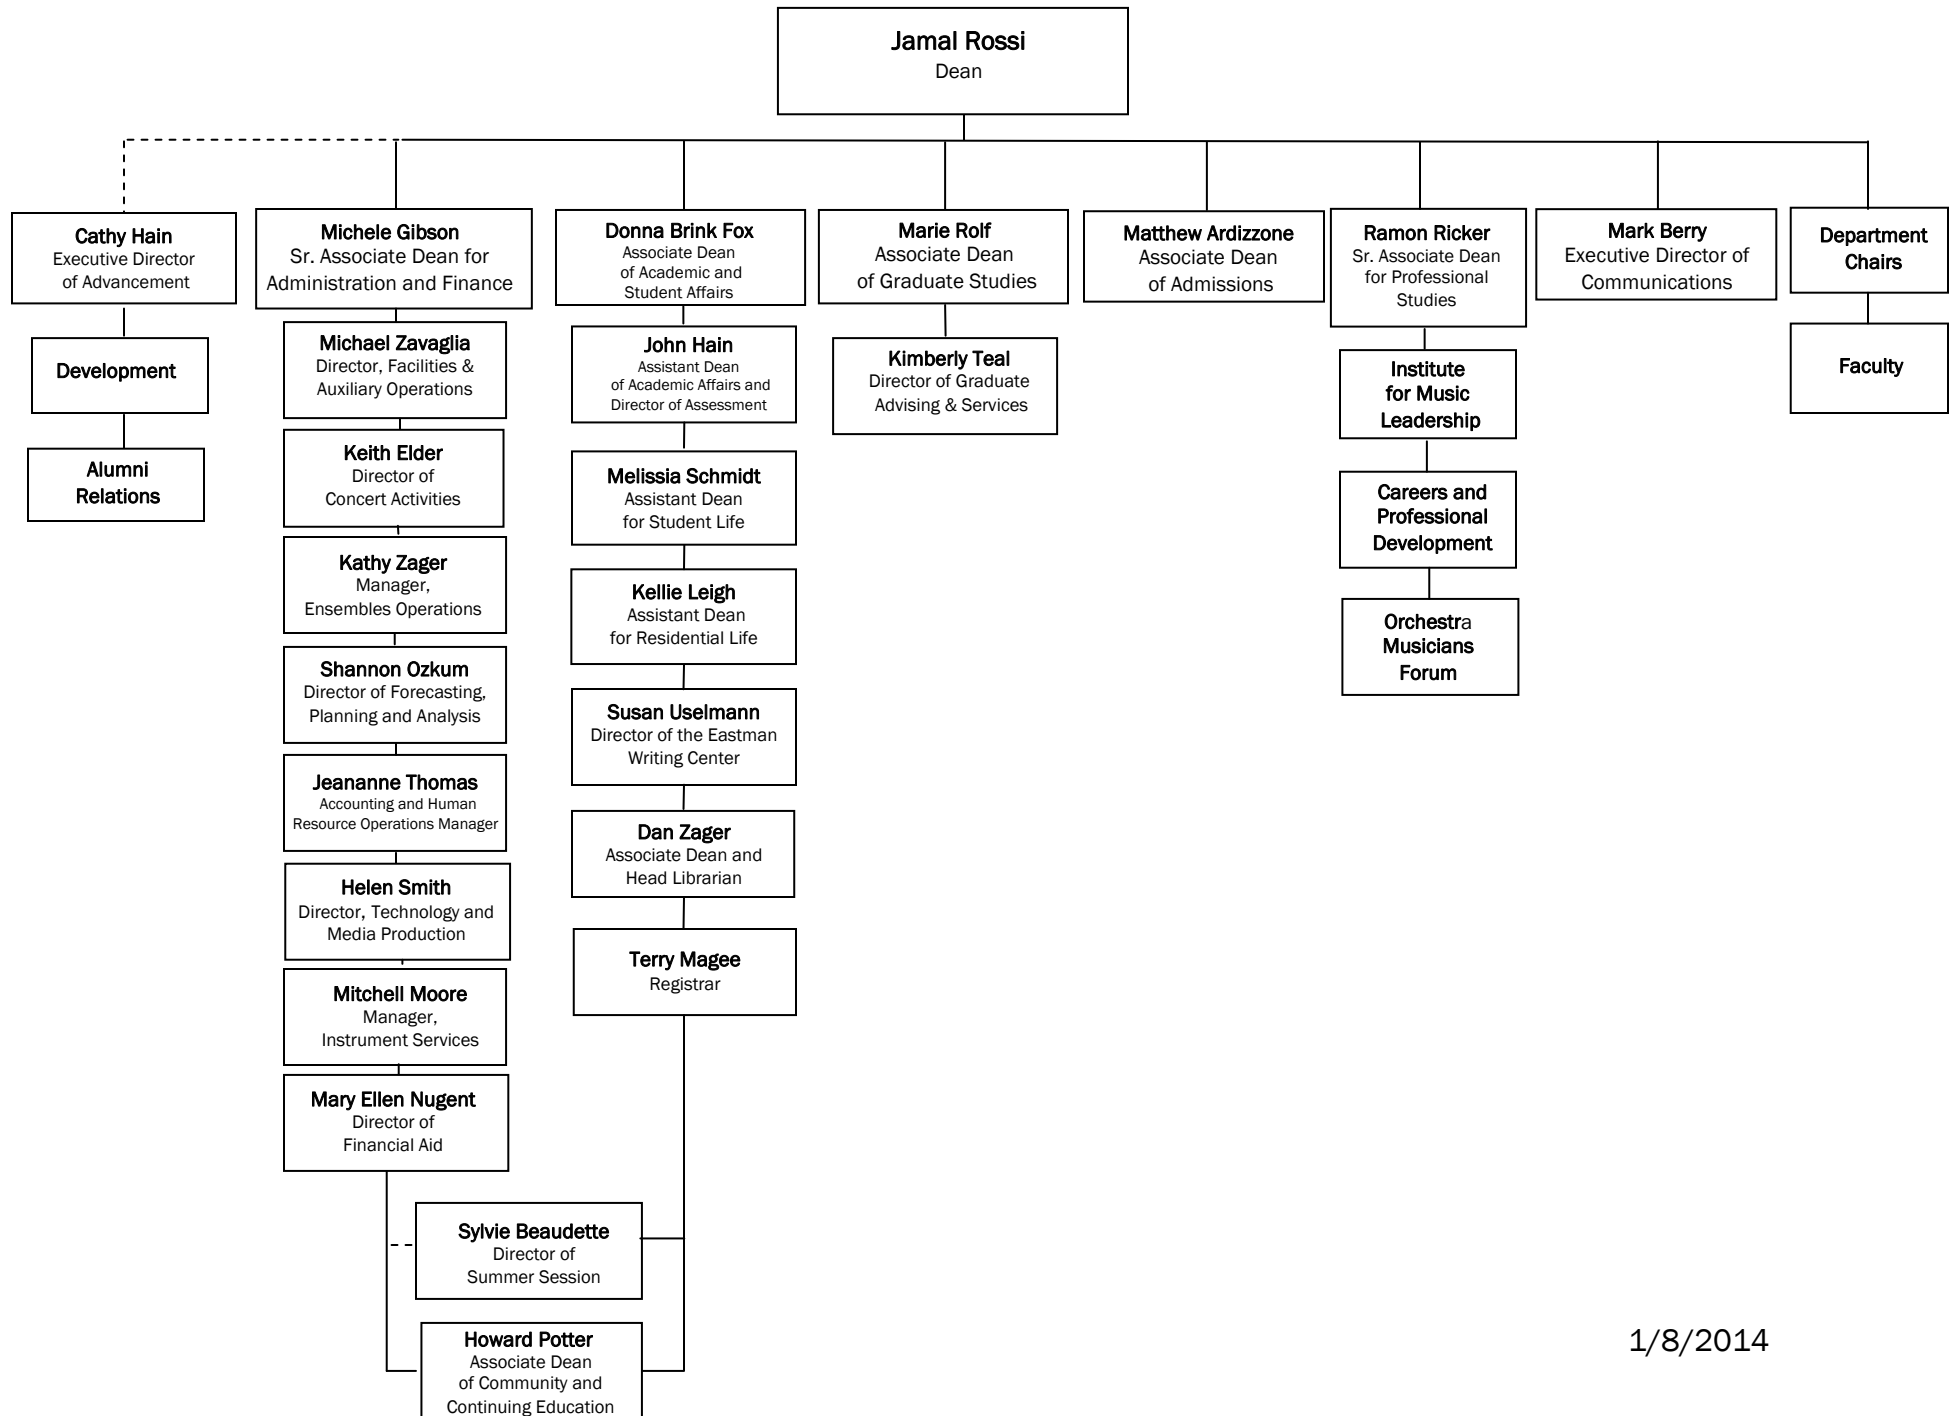 Jamal Rossi
Dean
Cathy Hain
Executive Director
of Advancement
Development
Alumni
Relations
Michele Gibson
Sr. Associate Dean for
Administration and Finance
Michael Zavaglia
Director, Facilities &
Auxiliary Operations
Keith Elder
Director of
Concert Activities
Kathy Zager
Manager,
Ensembles Operations
Shannon Ozkum
Director of Forecasting,
Planning and Analysis
Jeananne Thomas
Accounting and Human
Resource Operations Manager
Helen Smith
Director, Technology and
Media Production
Mitchell Moore
Manager,
Instrument Services
Mary Ellen Nugent
Director of
Financial Aid
Donna Brink Fox
Associate Dean
of Academic and
Student Affairs
John Hain
Assistant Dean
of Academic Affairs and
Director of Assessment
Melissia Schmidt
Assistant Dean
for Student Life
Kellie Leigh
Assistant Dean
for Residential Life
Susan Uselmann
Director of the Eastman
Writing Center
Dan Zager
Associate Dean and
Head Librarian
Terry Magee
Registrar
Sylvie Beaudette
Director of
Summer Session
Howard Potter
Associate Dean
of Community and
Continuing Education
Marie Rolf
Associate Dean
of Graduate Studies
Kimberly Teal
Director of Graduate
Advising & Services
Matthew Ardizzone
Associate Dean
of Admissions
Ramon Ricker
Sr. Associate Dean
for Professional
Studies
Institute
for Music
Leadership
Careers and
Professional
Development
Orchestra
Musicians
Forum
Mark Berry
Executive Director of
Communications
Department
Chairs
Faculty
1/8/2014